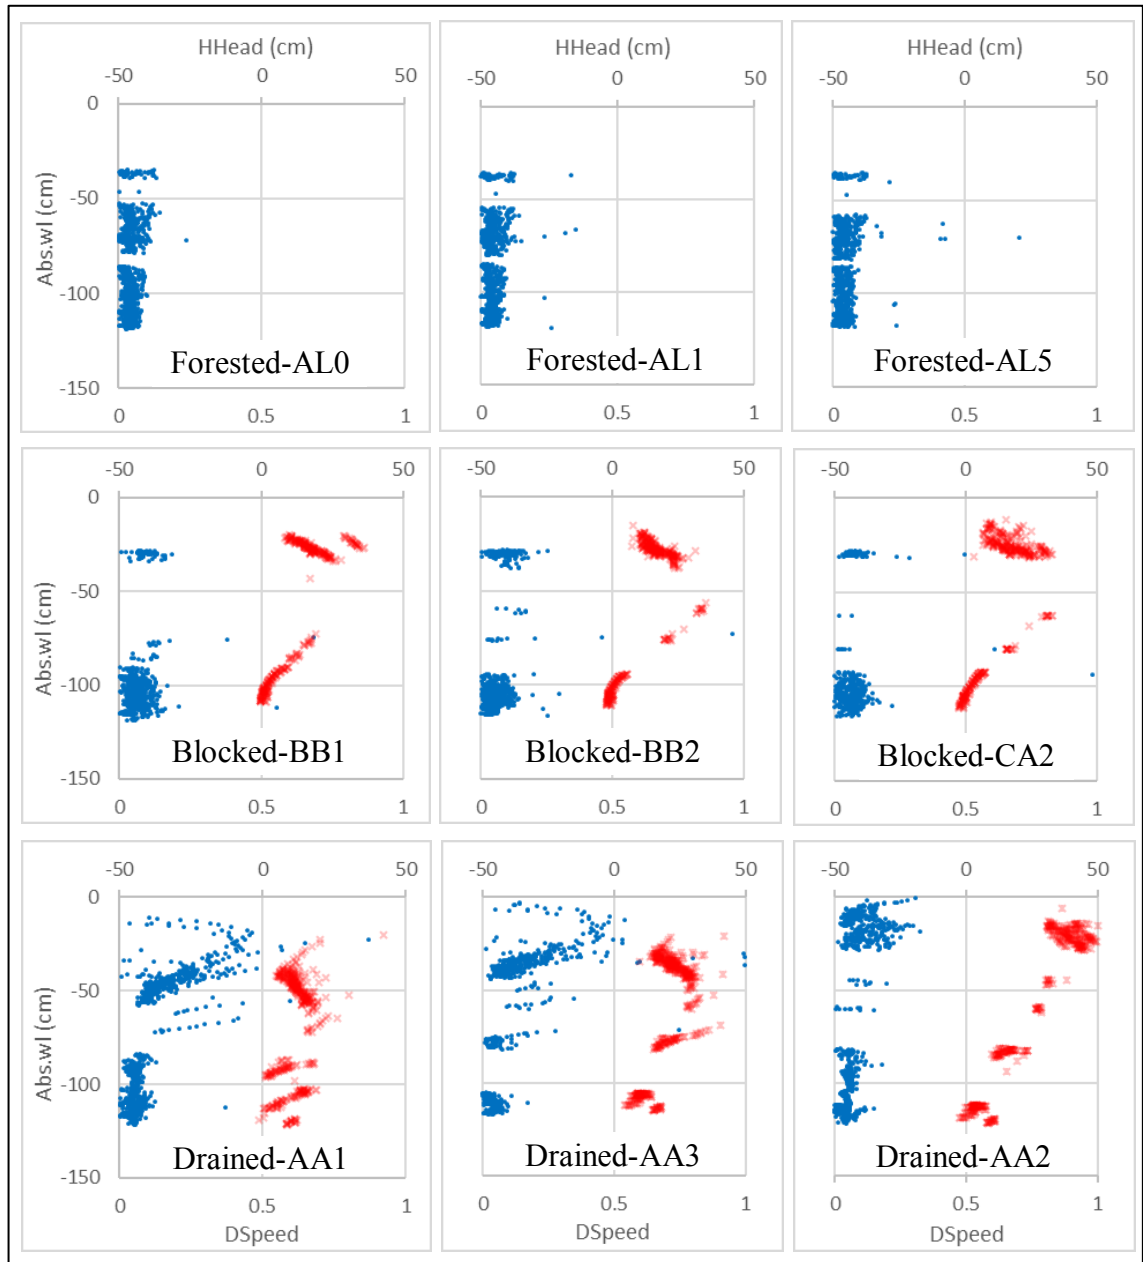 HHead (cm)
HHead (cm)
HHead (cm)
-50 0 50
-50 0 50
-50 0 50
0
-50
-100
-150
Abs.wl (cm)
Forested-AL0
Forested-AL1
Forested-AL5
0 0.5 1
0 0.5 1
0 0.5 1
-50 0 50
-50 0 50
-50 0 50
0
-50
-100
-150
Abs.wl (cm)
Blocked-BB1
Blocked-BB2
Blocked-CA2
0 0.5 1
0 0.5 1
0 0.5 1
-50 0 50
-50 0 50
-50 0 50
0
-50
-100
-150
Abs.wl (cm)
Drained-AA1
Drained-AA3
Drained-AA2
0 0.5 1
0 0.5 1
0 0.5 1
DSpeed
DSpeed
DSpeed